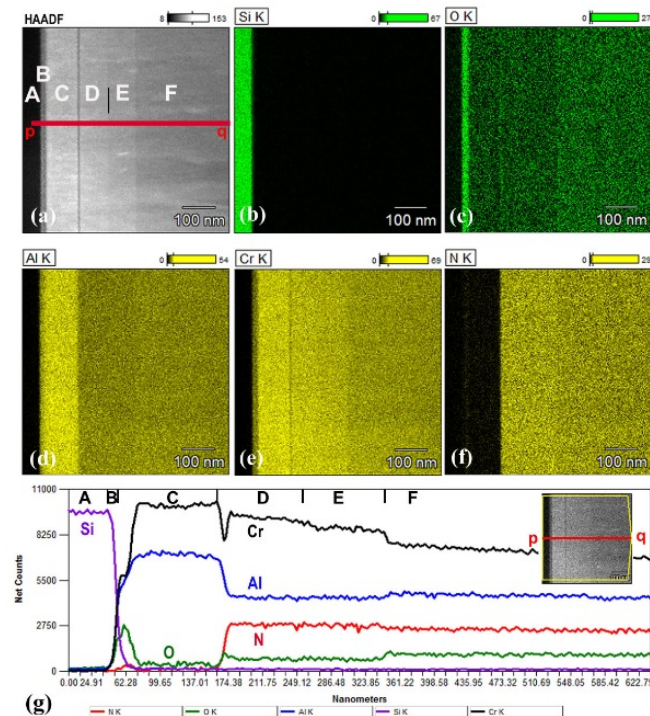 HAADF 8 153
Si K 0 67
O K 0 27
B
A C D E F
p q
(a) 100 nm
(b) 100 nm
(c) 100 nm
Al K 0 54
Cr K 0 69
N K 0 29
(d) 100 nm
(e) 100 nm
(f) 100 nm
11000
8250
5500
2750
0
Net Counts
A B C D E F
Si
Cr
Al
O
N
p q
0.00 24.91 62.28 99.65 137.01 174.38 211.75 249.12 286.48 323.85 361.22 398.59 435.95 473.32 510.69 548.05 585.42 622.79
Nanometers
(g)
N K O K Al K Si K Cr K